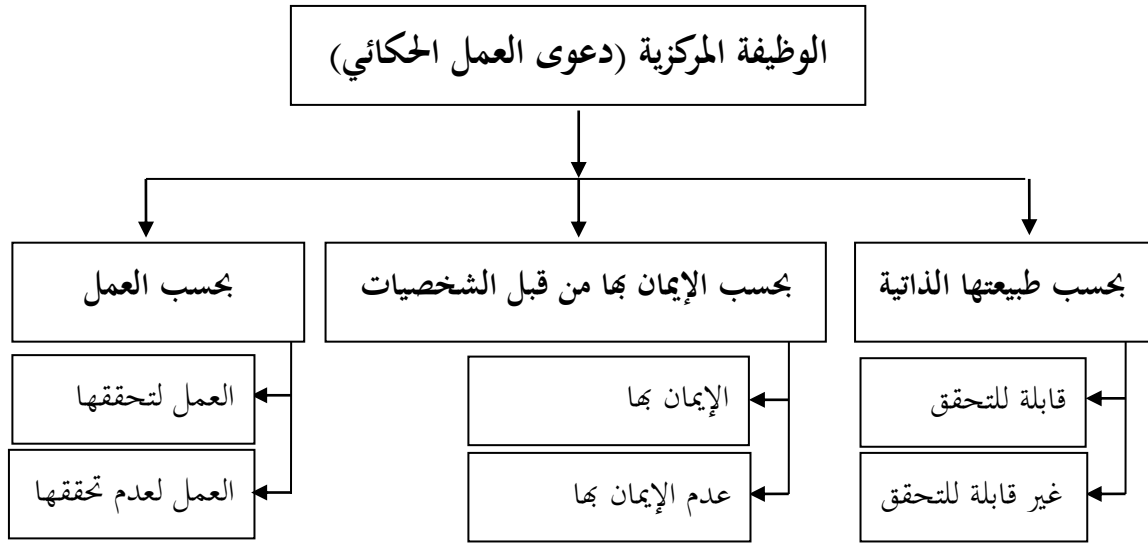 الوظيفة المركزية (دعوى العمل الحكائي)
بحسب طبيعتها الذاتية
قابلة للتحقق
غير قابلة للتحقق
بحسب الإيمان بها من قبل الشخصيات
الإيمان بها
عدم الإيمان بها
بحسب العمل
العمل لتحققها
العمل لعدم تحققها